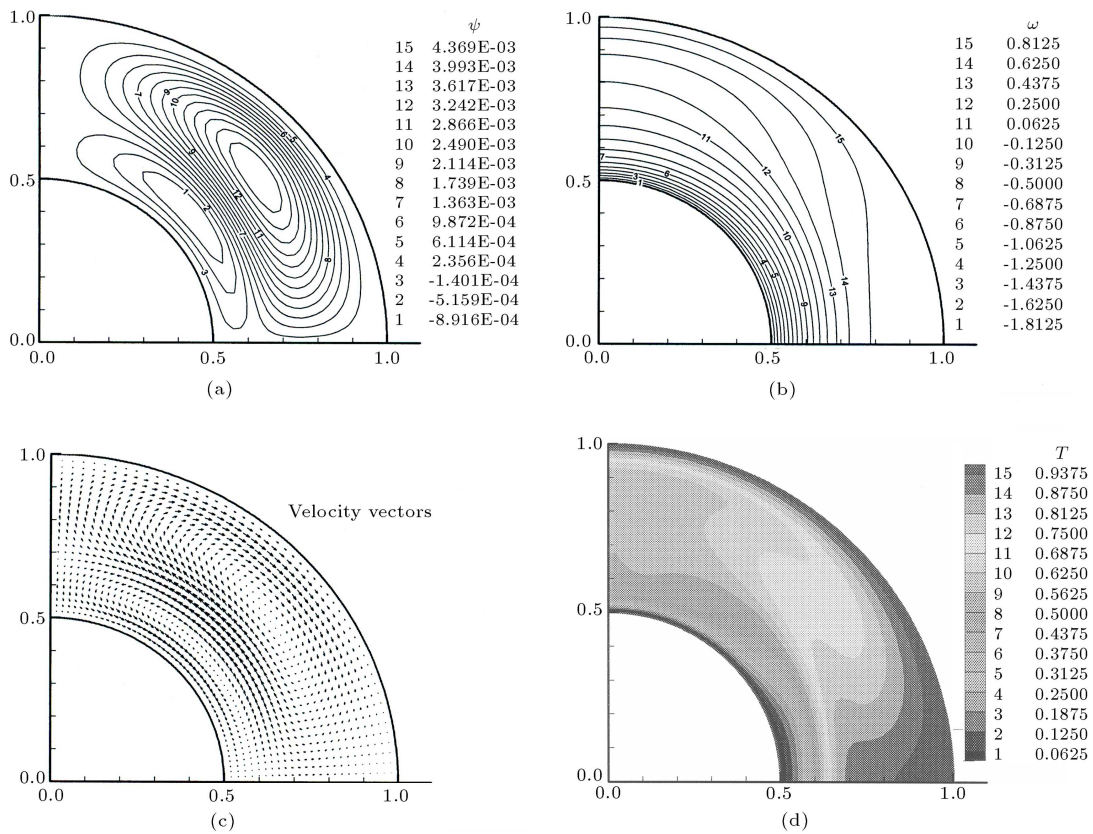 1.0
0.5
0.0
0.0 0.5 1.0
ψ
15 4.369E-03
14 3.993E-03
13 3.617E-03
12 3.242E-03
11 2.866E-03
10 2.490E-03
9 2.114E-03
8 1.739E-03
7 1.363E-03
6 9.872E-04
5 6.114E-04
4 2.356E-04
3 -1.401E-04
2 -5.159E-04
1 -8.916E-04
(a)
1.0
0.5
0.0
0.0 0.5 1.0
ω
15 0.8125
14 0.6250
13 0.4375
12 0.2500
11 0.0625
10 -0.1250
9 -0.3125
8 -0.5000
7 -0.6875
6 -0.8750
5 -1.0625
4 -1.2500
3 -1.4375
2 -1.6250
1 -1.8125
(b)
1.0
0.5
0.0
0.0 0.5 1.0
Velocity vectors
(c)
1.0
0.5
0.0
0.0 0.5 1.0
T
15 0.9375
14 0.8750
13 0.8125
12 0.7500
11 0.6875
10 0.6250
9 0.5625
8 0.5000
7 0.4375
6 0.3750
5 0.3125
4 0.2500
3 0.1875
2 0.1250
1 0.0625
(d)